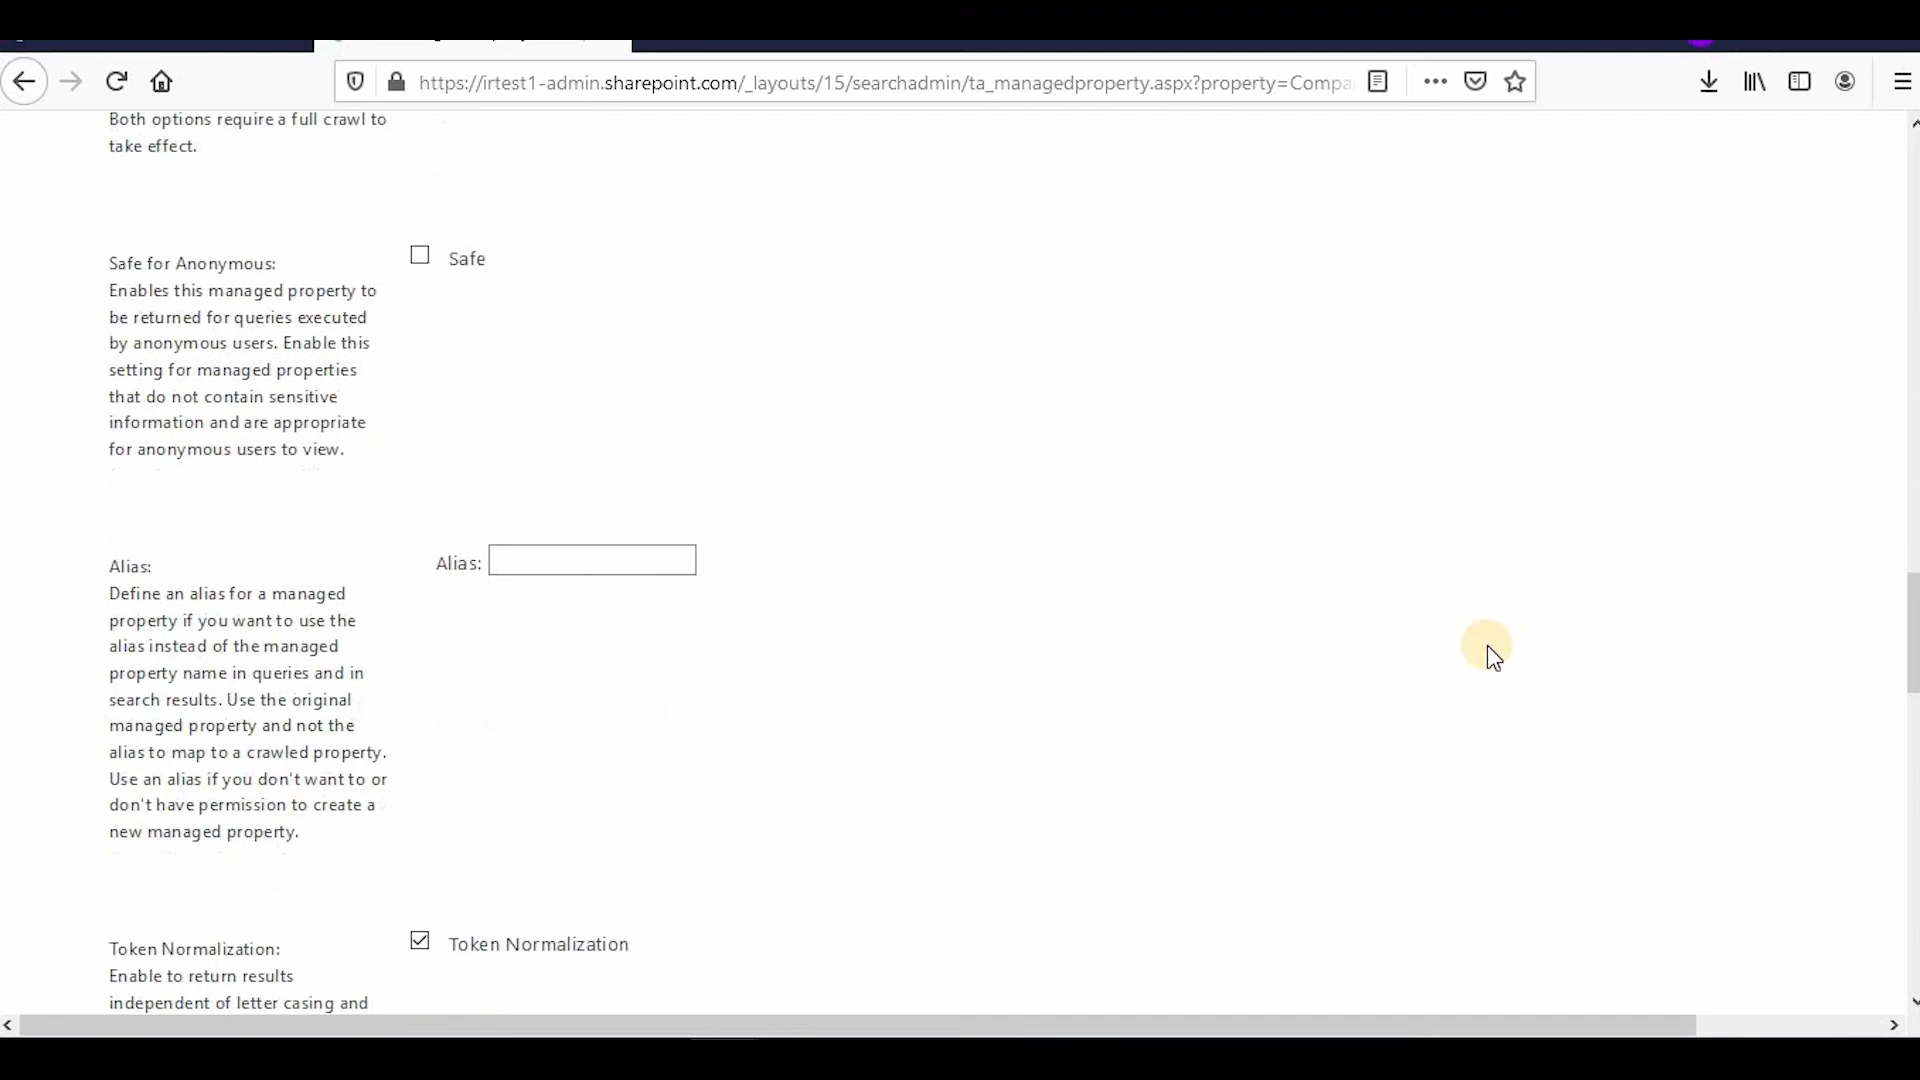 https://irtest1-admin.sharepoint.com/_layouts/15/searchadmin/ta_managedproperty.aspx?property=Compa
Both options require a full crawl to
take effect.
Safe for Anonymous:
Enables this managed property to
be returned for queries executed
by anonymous users. Enable this
setting for managed properties
that do not contain sensitive
information and are appropriate
for anonymous users to view.
Safe
Alias:
Define an alias for a managed
property if you want to use the
alias instead of the managed
property name in queries and in
search results. Use the original
managed property and not the
alias to map to a crawled property.
Use an alias if you don't want to or
don't have permission to create a
new managed property.
Alias:
Token Normalization:
Enable to return results
independent of letter casing and
Token Normalization